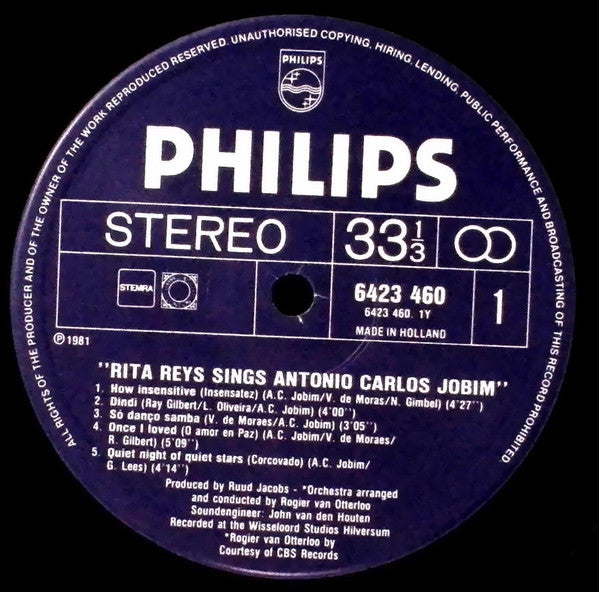 ALL RIGHTS OF THE PRODUCER AND OF THE OWNER OF THE WORK REPRODUCED RESERVED. UNAUTHORISED COPYING, HIRING, LENDING, PUBLIC PERFORMANCE AND BROADCASTING OF THIS RECORD PROHIBITED
PHILIPS
PHILIPS
STEREO
33 1/3
STEMRA
6423 460
6423 460. 1Y
MADE IN HOLLAND
1
℗ 1981
"RITA REYS SINGS ANTONIO CARLOS JOBIM"
1. How insensitive (Insensatez) (A.C. Jobim/V. de Moras/N. Gimbel) (4'27'')
2. Dindi (Ray Gilbert/L. Oliveira/A.C. Jobim) (4'00'')
3. Só danço samba (V. de Moraes/A.C. Jobim) (3'05'')
4. Once I loved (O amor en Paz) (A.C. Jobim/V. de Moraes/
R. Gilbert) (5'09'')
5. Quiet night of quiet stars (Corcovado) (A.C. Jobim/
G. Lees) (4'14'')
Produced by Ruud Jacobs - *Orchestra arranged
and conducted by Rogier van Otterloo
Soundengineer: John van den Houten
Recorded at the Wisseloord Studios Hilversum
*Rogier van Otterloo by
Courtesy of CBS Records